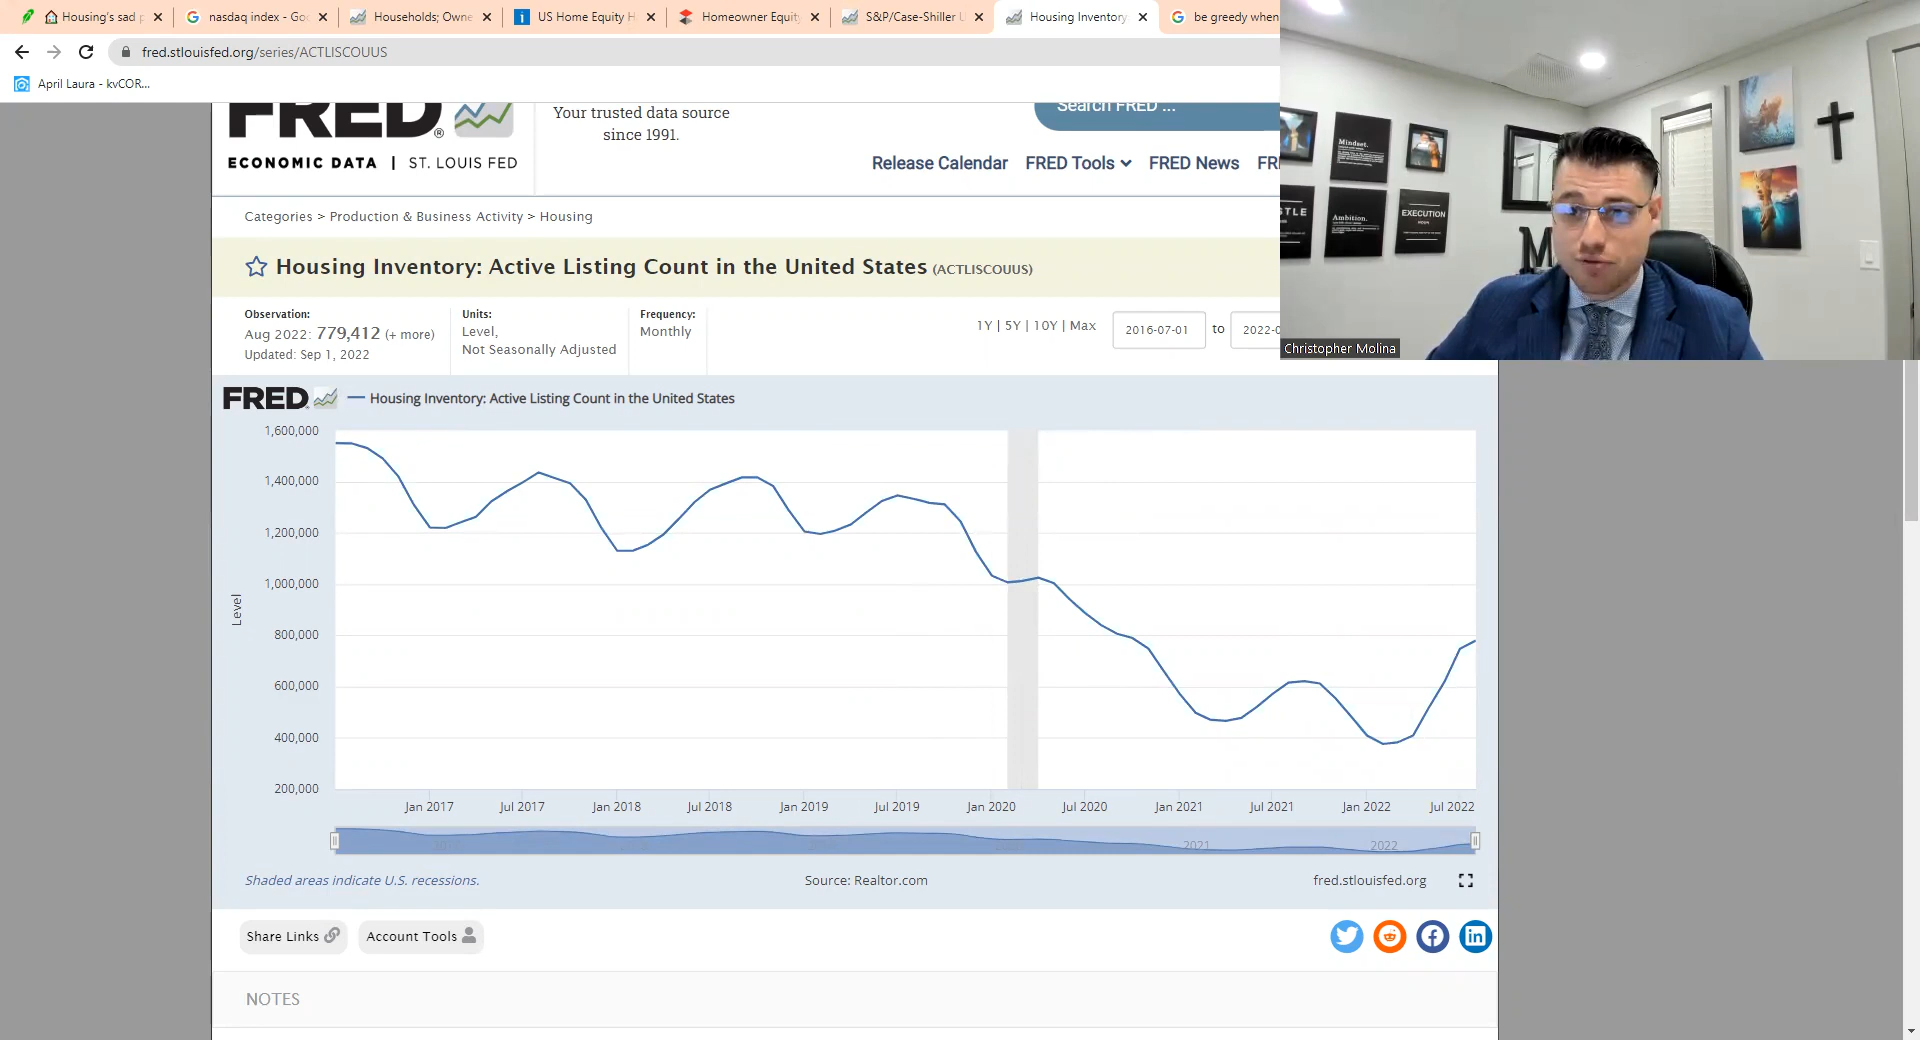 Housing's sad p
nasdaq index - Goo
Households; Owne
US Home Equity H
Homeowner Equity
S&P/Case-Shiller U
Housing Inventory
be greedy when
fred.stlouisfed.org/series/ACTLISCOUUS
April Laura - kvCOR...
FRED®
ECONOMIC DATA | ST. LOUIS FED
Your trusted data source
since 1991.
Search FRED ...
Release Calendar FRED Tools FRED News FR
Categories > Production & Business Activity > Housing
Housing Inventory: Active Listing Count in the United States (ACTLISCOUUS)
Observation:
Aug 2022: 779,412 (+ more)
Updated: Sep 1, 2022
Units:
Level,
Not Seasonally Adjusted
Frequency:
Monthly
1Y | 5Y | 10Y | Max
2016-07-01 to 2022-0
Mindset.
Ambition.
STLE
EXECUTION
M
Christopher Molina
FRED Housing Inventory: Active Listing Count in the United States
1,600,000
1,400,000
1,200,000
1,000,000
800,000
600,000
400,000
200,000
Level
Jan 2017 Jul 2017 Jan 2018 Jul 2018 Jan 2019 Jul 2019 Jan 2020 Jul 2020 Jan 2021 Jul 2021 Jan 2022 Jul 2022
2021 2022
Shaded areas indicate U.S. recessions.
Source: Realtor.com
fred.stlouisfed.org
Share Links
Account Tools
NOTES